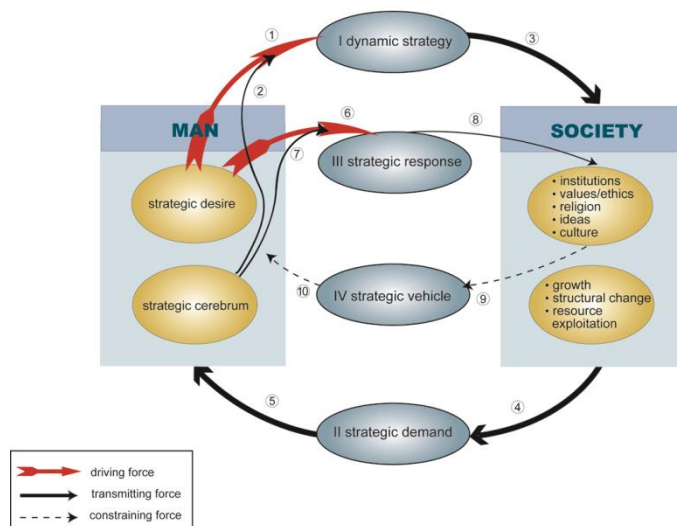 ①
I dynamic strategy
③
②
MAN
⑥
⑧
SOCIETY
⑦
III strategic response
strategic desire
• institutions
• values/ethics
• religion
• ideas
• culture
strategic cerebrum
⑩
IV strategic vehicle
⑨
• growth
• structural change
• resource
exploitation
⑤
④
II strategic demand
driving force
transmitting force
constraining force